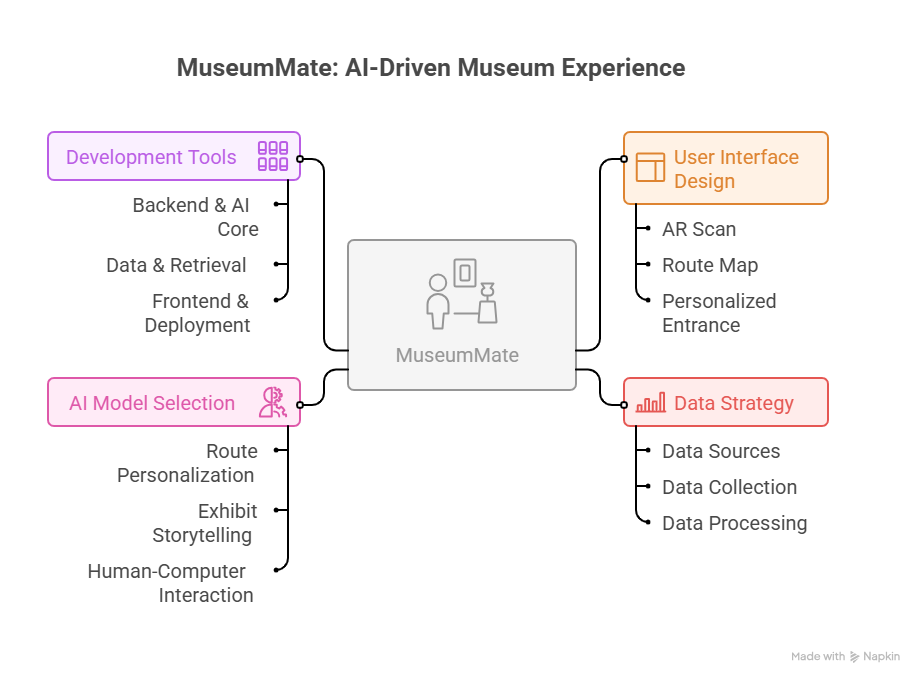 MuseumMate: AI-Driven Museum Experience
Development Tools
Backend & AI
Core
Data & Retrieval
Frontend &
Deployment
AI Model Selection
Route
Personalization
Exhibit
Storytelling
Human-Computer
Interaction
MuseumMate
User Interface
Design
AR Scan
Route Map
Personalized
Entrance
Data Strategy
Data Sources
Data Collection
Data Processing
Made with Napkin